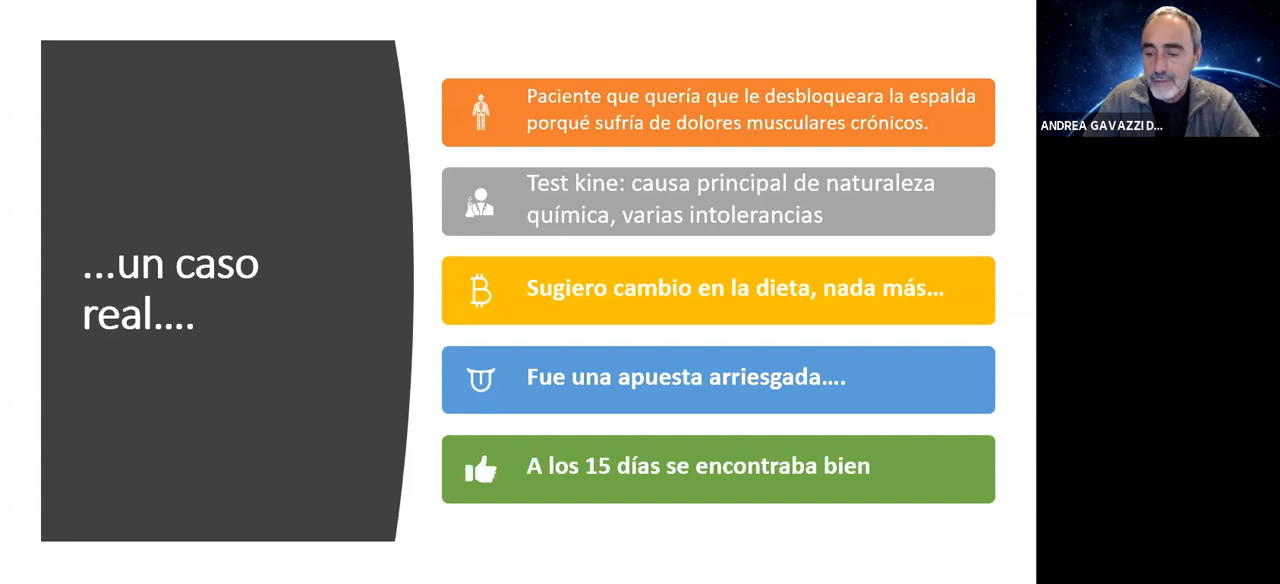 ...un caso
real....
Paciente que quería que le desbloqueara la espalda
porqué sufría de dolores musculares crónicos.
Test kine: causa principal de naturaleza
química, varias intolerancias
Sugiero cambio en la dieta, nada más...
Fue una apuesta arriesgada....
A los 15 días se encontraba bien
ANDREA GAVAZZI D...